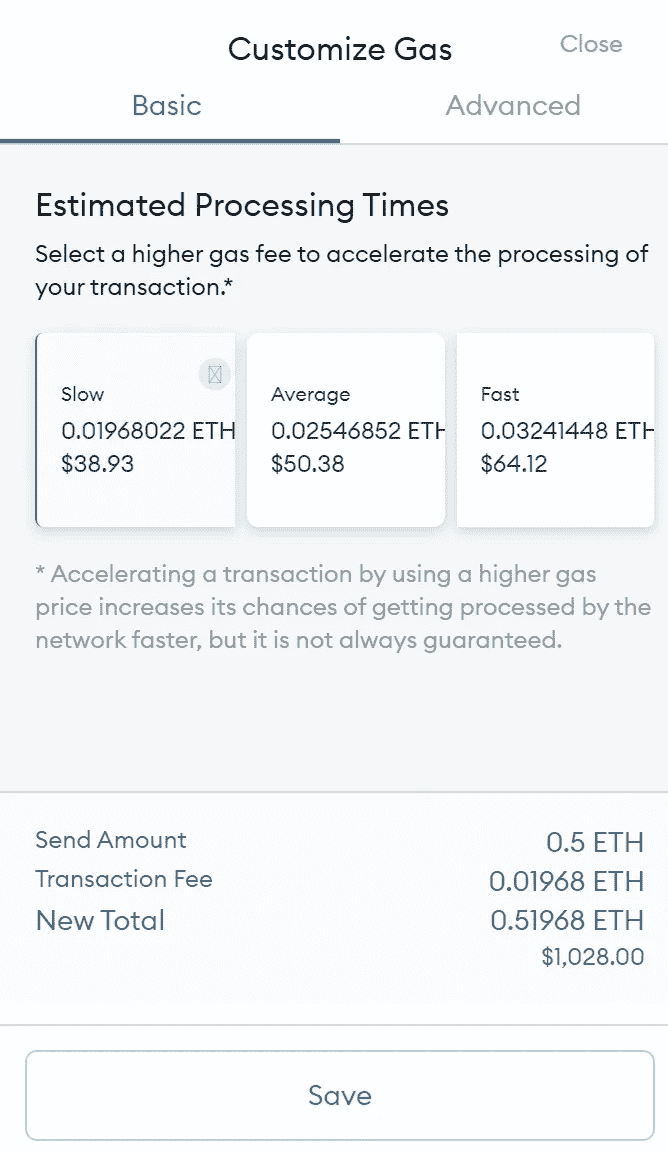 Customize Gas
Close
Basic
Advanced
Estimated Processing Times
Select a higher gas fee to accelerate the processing of
your transaction.*
Slow
0.01968022 ETH
$38.93
Average
0.02546852 ETH
$50.38
Fast
0.03241448 ETH
$64.12
* Accelerating a transaction by using a higher gas
price increases its chances of getting processed by the
network faster, but it is not always guaranteed.
Send Amount
0.5 ETH
Transaction Fee
0.01968 ETH
New Total
0.51968 ETH
$1,028.00
Save